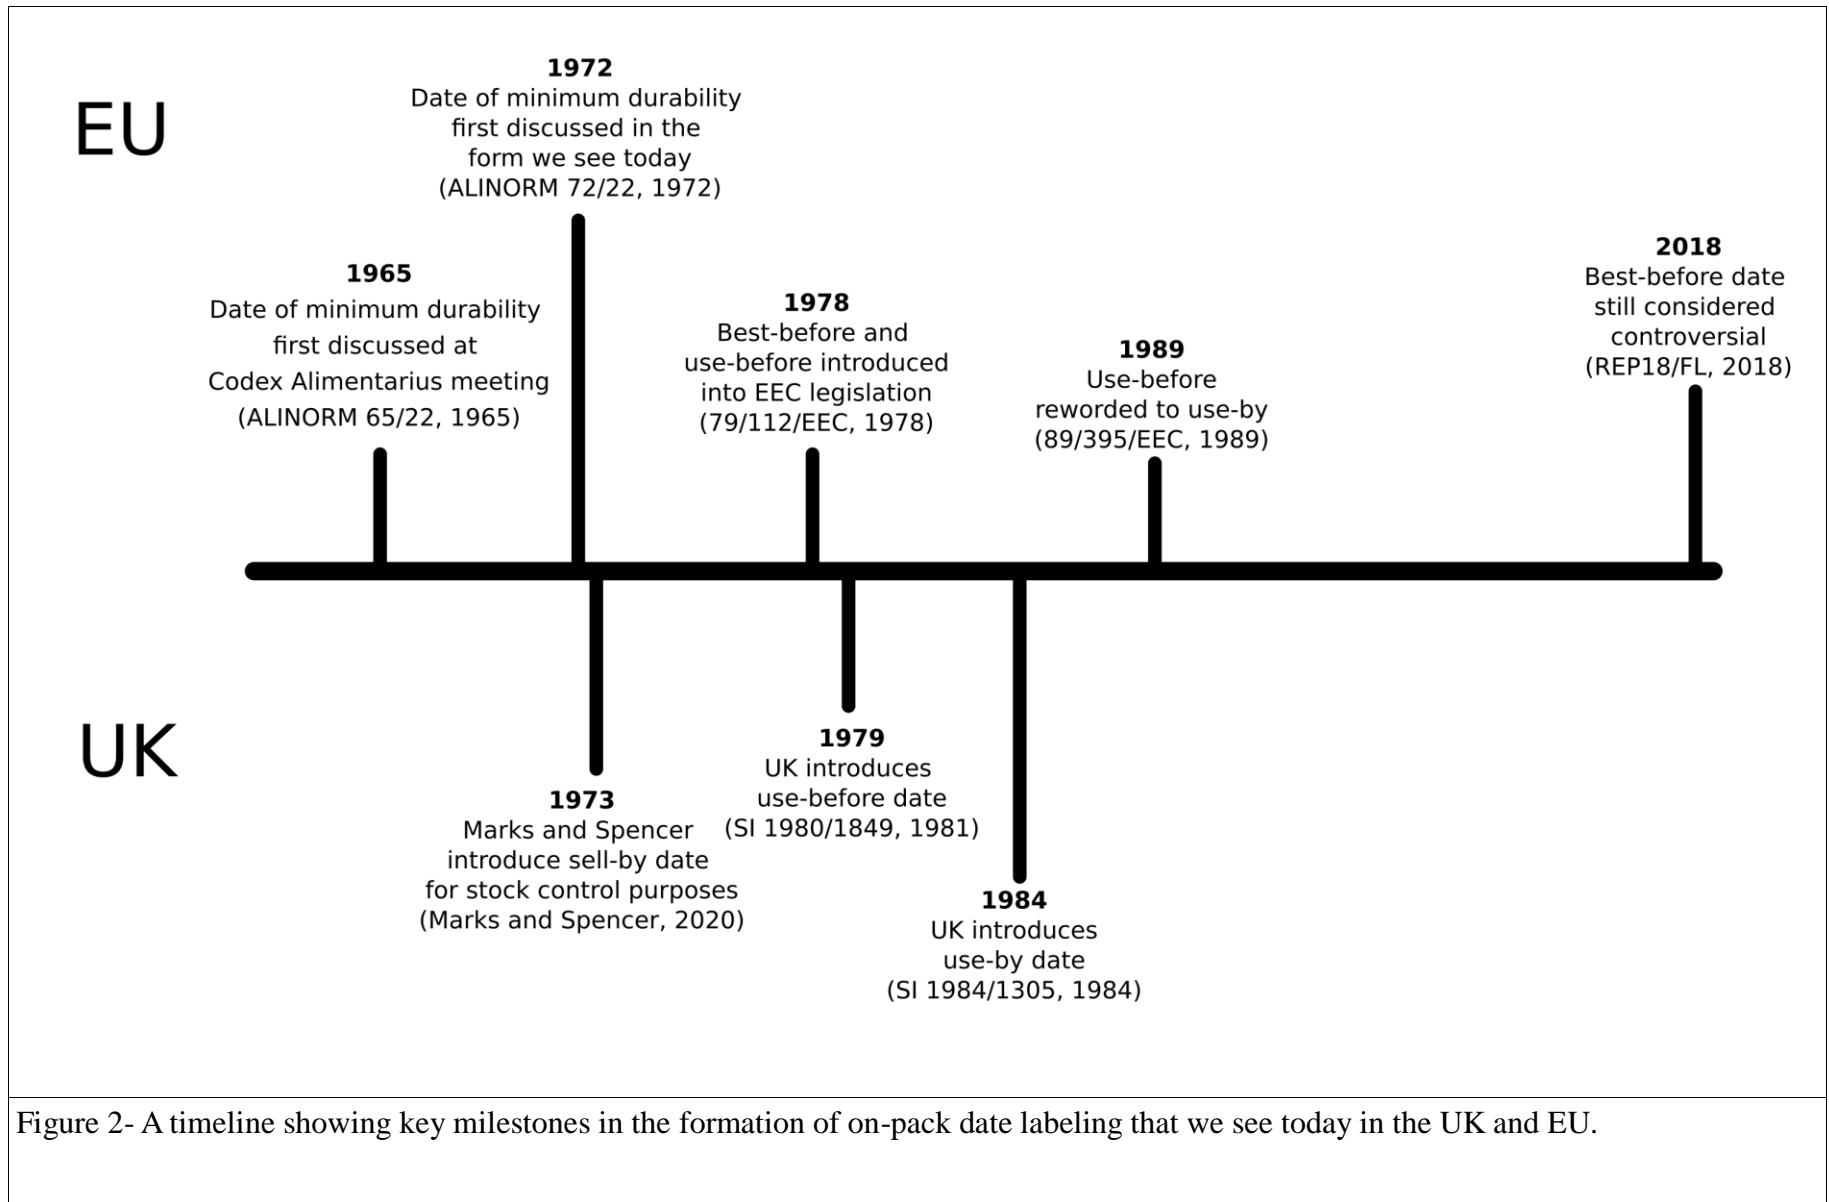 EU
1972
Date of minimum durability
first discussed in the
form we see today
(ALINORM 72/22, 1972)
1965
Date of minimum durability
first discussed at
Codex Alimentarius meeting
(ALINORM 65/22, 1965)
1978
Best-before and
use-before introduced
into EEC legislation
(79/112/EEC, 1978)
1989
Use-before
reworded to use-by
(89/395/EEC, 1989)
2018
Best-before date
still considered
controversial
(REP18/FL, 2018)
UK
1973
Marks and Spencer
introduce sell-by date
for stock control purposes
(Marks and Spencer, 2020)
1979
UK introduces
use-before date
(SI 1980/1849, 1981)
1984
UK introduces
use-by date
(SI 1984/1305, 1984)
Figure 2- A timeline showing key milestones in the formation of on-pack date labeling that we see today in the UK and EU.